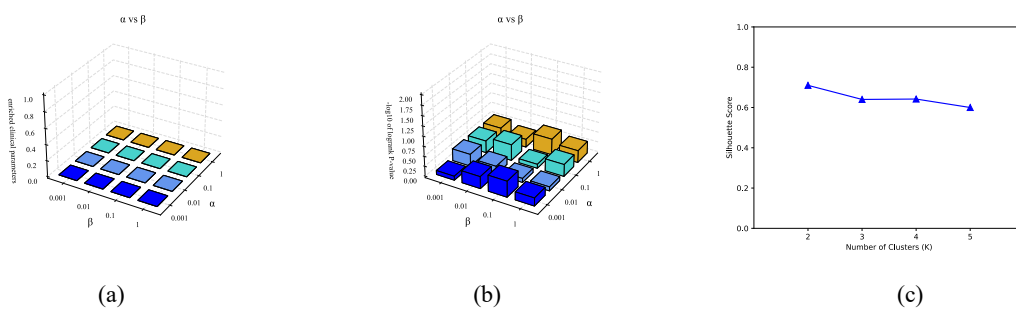 α vs β
enriched clinical parameters
1.0
0.8
0.6
0.4
0.2
0.0
0.001
0.01
0.1
1
β
0.001
0.01
0.1
1
α
(a)
α vs β
-log10 of logrank P-value
2.00
1.75
1.50
1.25
1.00
0.75
0.50
0.25
0.00
0.001
0.01
0.1
1
β
0.001
0.01
0.1
1
α
(b)
Silhouette Score
1.0
0.8
0.6
0.4
0.2
0.0
2 3 4 5
Number of Clusters (K)
(c)